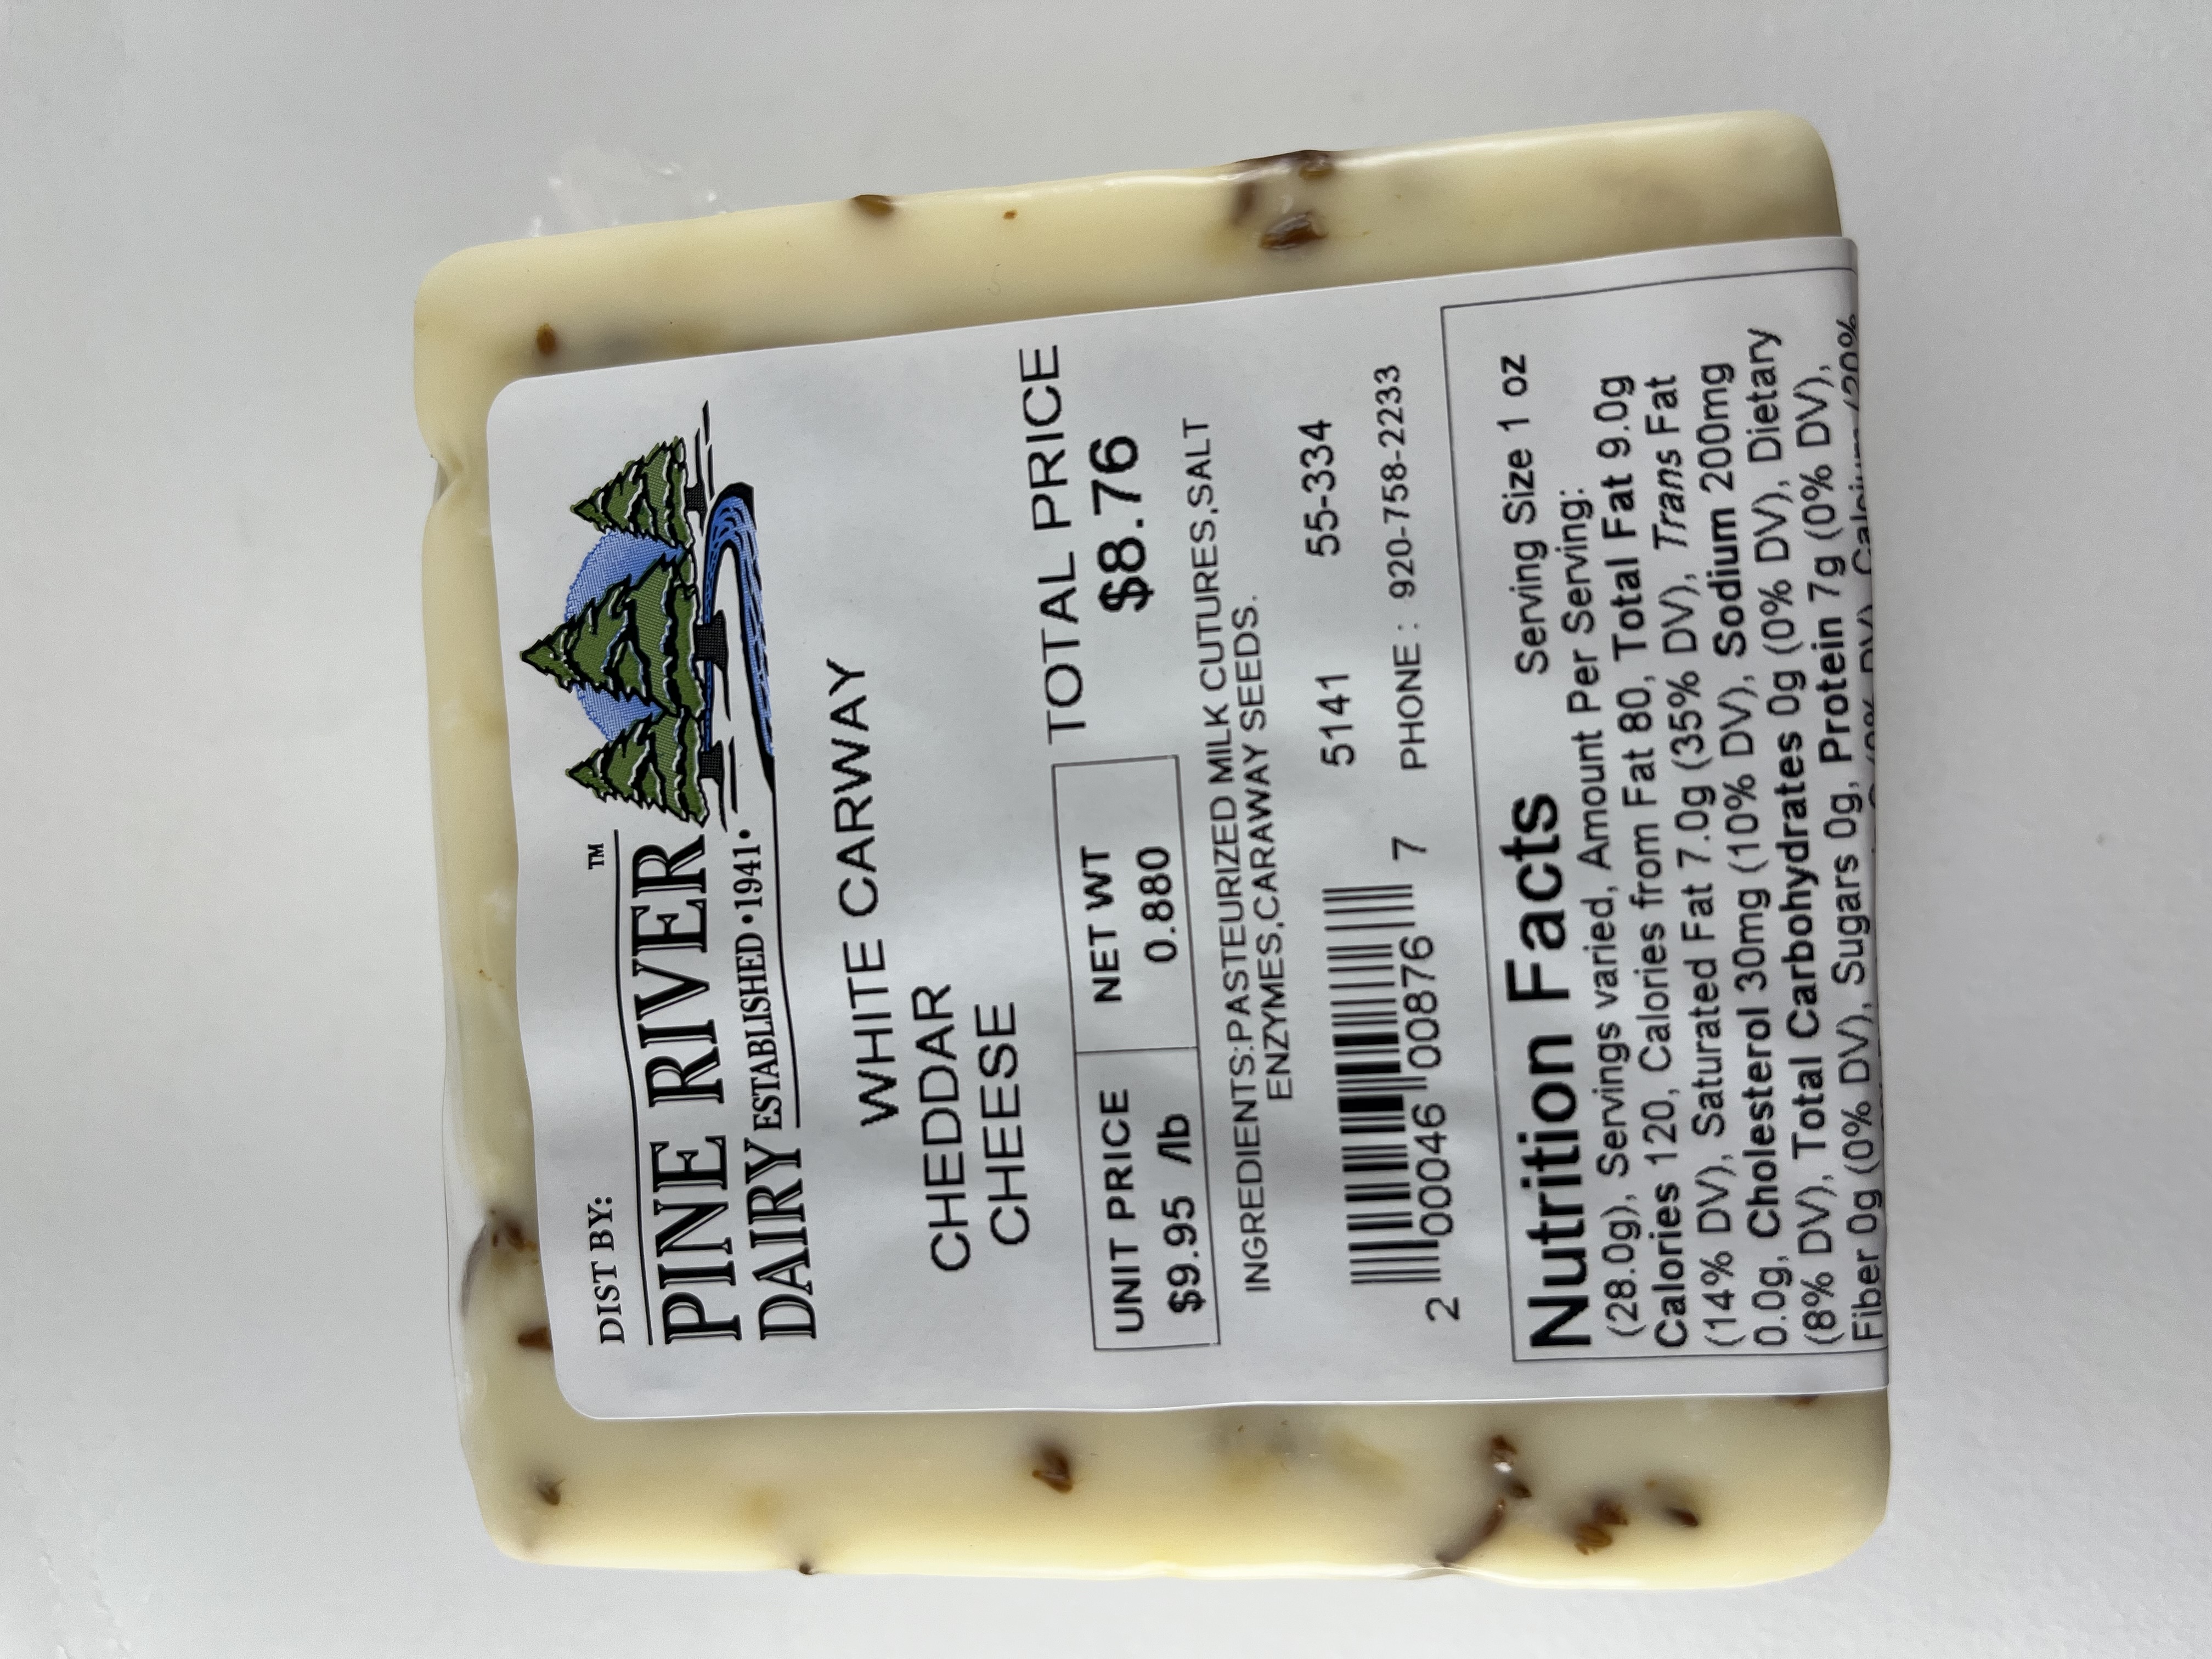 DIST BY:
PINE RIVER™
DAIRY ESTABLISHED •1941•
WHITE CARWAY
CHEDDAR
CHEESE
UNIT PRICE
$9.95 /lb
NET WT
0.880
TOTAL PRICE
$8.76
INGREDIENTS:PASTEURIZED MILK CUTURES,SALT
ENZYMES,CARAWAY SEEDS.
2 00046 00876 7
5141 55-334
PHONE : 920-758-2233
Nutrition Facts Serving Size 1 oz
(28.0g), Servings varied, Amount Per Serving:
Calories 120, Calories from Fat 80, Total Fat 9.0g
(14% DV), Saturated Fat 7.0g (35% DV), Trans Fat
0.0g, Cholesterol 30mg (10% DV), Sodium 200mg
(8% DV), Total Carbohydrates 0g (0% DV), Dietary
Fiber 0g (0% DV), Sugars 0g, Protein 7g (0% DV),
DV), Calcium (20%